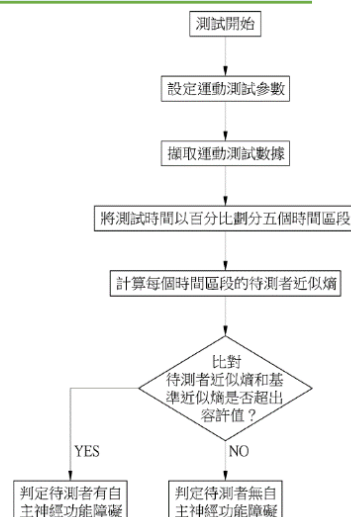 測試開始
設定運動測試參數
擷取運動測試數據
將測試時間以百分比劃分五個時間區段
計算每個時間區段的待測者近似熵
比對
待測者近似熵和基
準近似熵是否超出
容許值？
YES
NO
判定待測者有自
主神經功能障礙
判定待測者無自
主神經功能障礙